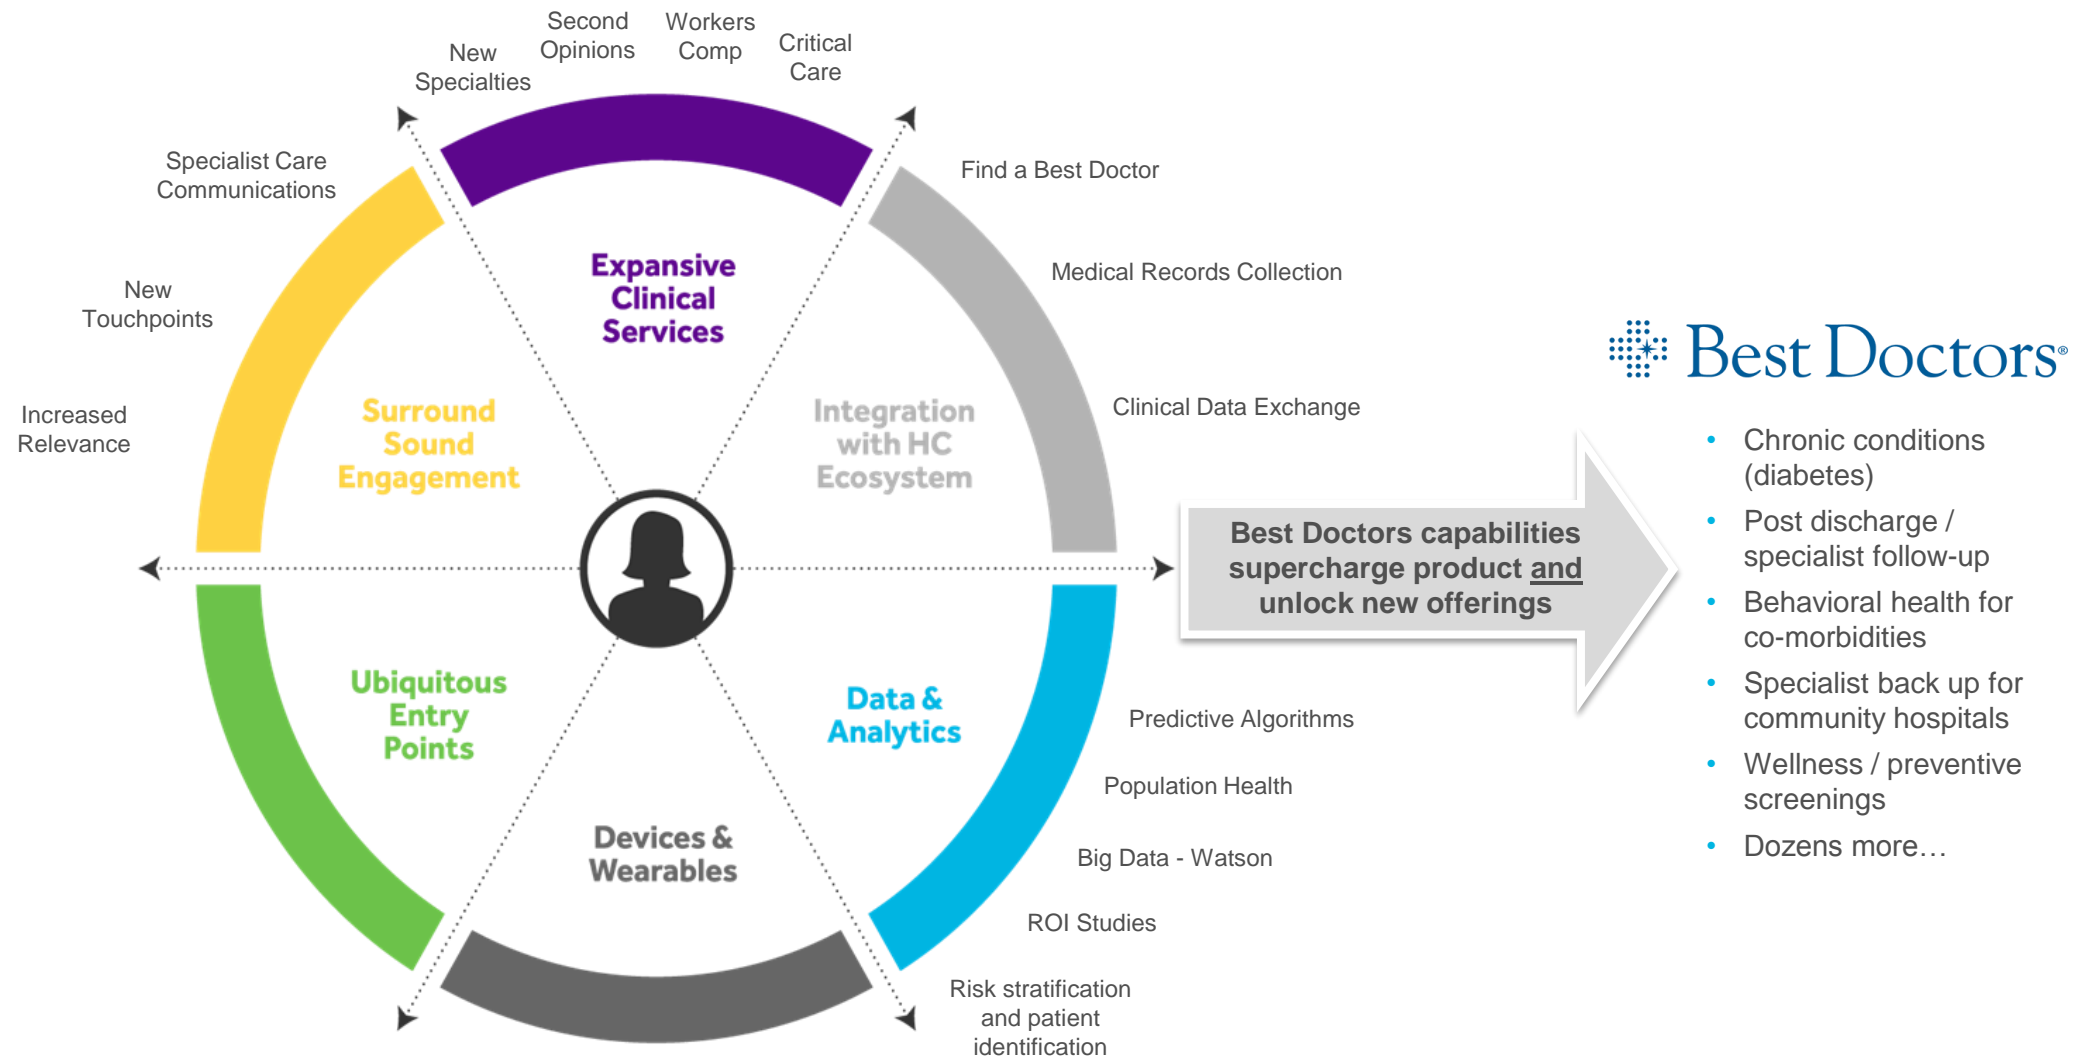 Second
Opinions
Workers
Comp
Critical
Care
New
Specialties
Specialist Care
Communications
New
Touchpoints
Increased
Relevance
Find a Best Doctor
Medical Records Collection
Clinical Data Exchange
Expansive
Clinical
Services
Surround
Sound
Engagement
Integration
with HC
Ecosystem
Ubiquitous
Entry
Points
Data &
Analytics
Devices &
Wearables
Predictive Algorithms
Population Health
Big Data - Watson
ROI Studies
Risk stratification
and patient
identification
Best Doctors capabilities
supercharge product and
unlock new offerings
Best Doctors®
• Chronic conditions
(diabetes)
• Post discharge /
specialist follow-up
• Behavioral health for
co-morbidities
• Specialist back up for
community hospitals
• Wellness / preventive
screenings
• Dozens more…